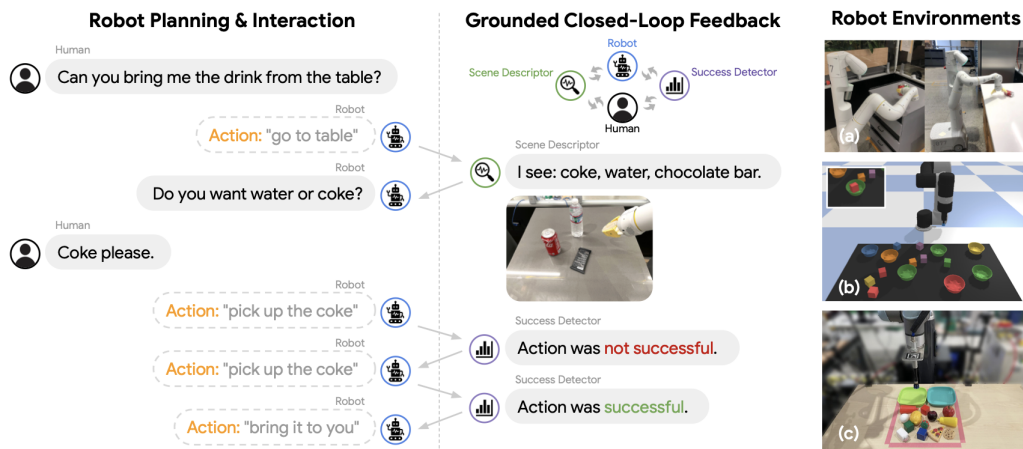 Robot Planning & Interaction
Human
Can you bring me the drink from the table?
Robot
Action: "go to table"
Robot
Do you want water or coke?
Human
Coke please.
Robot
Action: "pick up the coke"
Robot
Action: "pick up the coke"
Robot
Action: "bring it to you"
Grounded Closed-Loop Feedback
Robot
Scene Descriptor
Success Detector
Human
Scene Descriptor
I see: coke, water, chocolate bar.
Success Detector
Action was not successful.
Success Detector
Action was successful.
Robot Environments
(a)
(b)
(c)